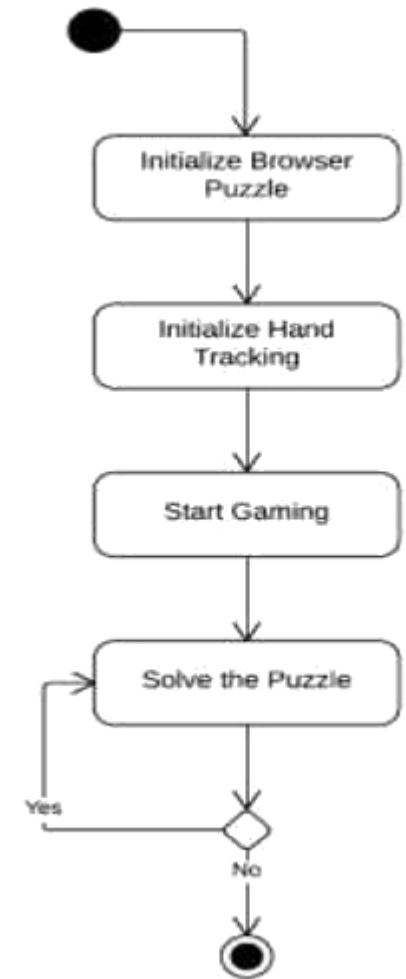 Initialize Browser
Puzzle
Initialize Hand
Tracking
Start Gaming
Solve the Puzzle
Yes
No